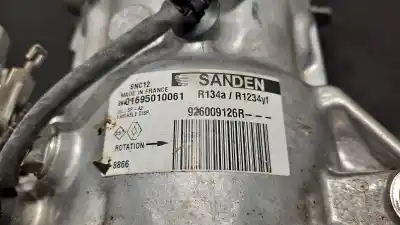 SNC12
SANDEN
MADE IN FRANCE
01695010061
R134a / R1234yf
926009126R---
ROTATION
8866